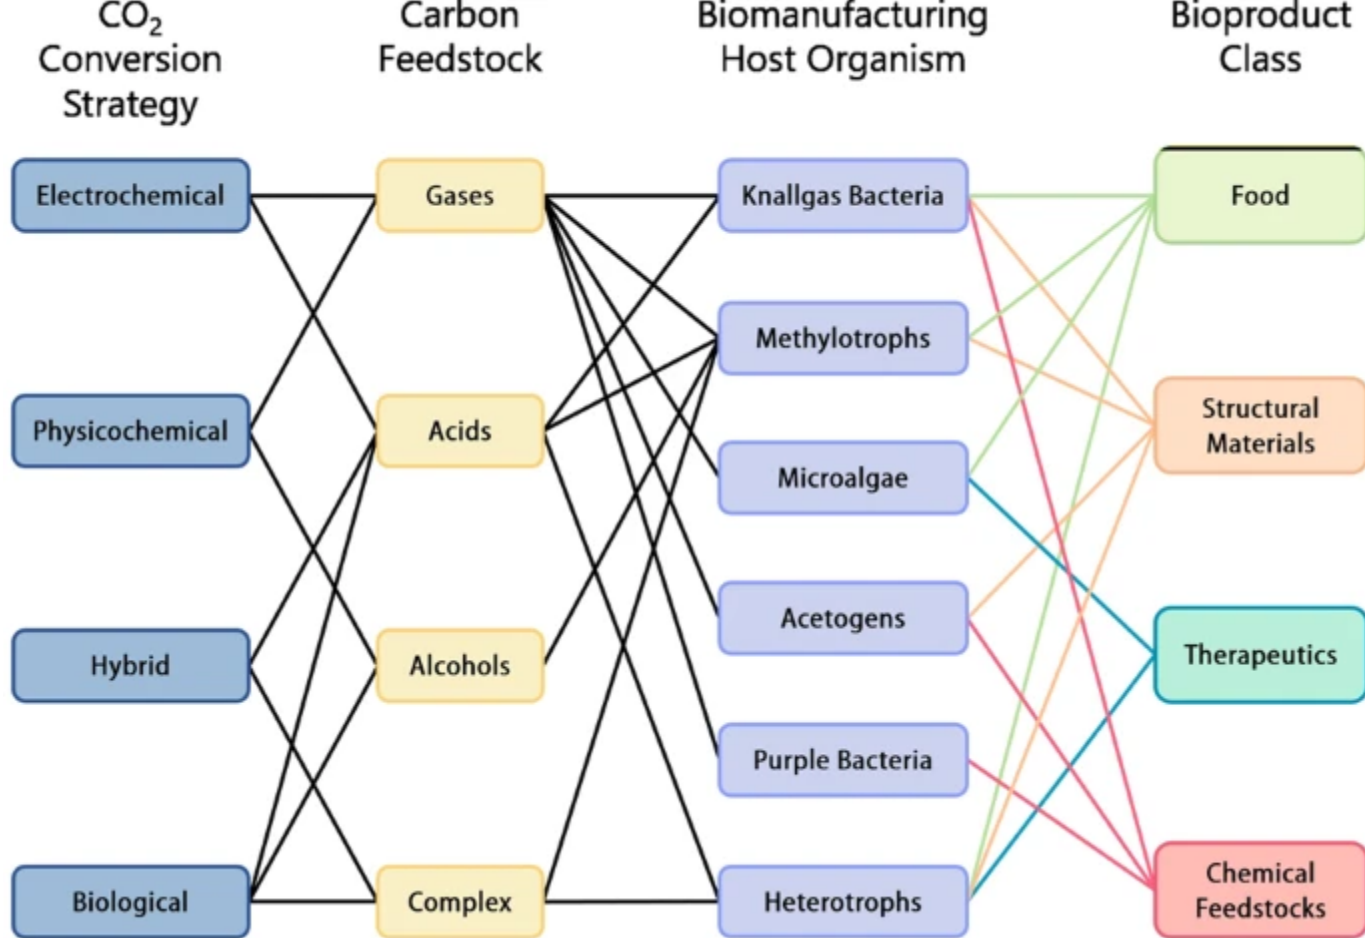 CO₂
Conversion
Strategy
Carbon
Feedstock
Biomanufacturing
Host Organism
Bioproduct
Class
Electrochemical
Gases
Knallgas Bacteria
Food
Methylotrophs
Physicochemical
Acids
Structural
Materials
Microalgae
Acetogens
Hybrid
Alcohols
Therapeutics
Purple Bacteria
Biological
Complex
Heterotrophs
Chemical
Feedstocks